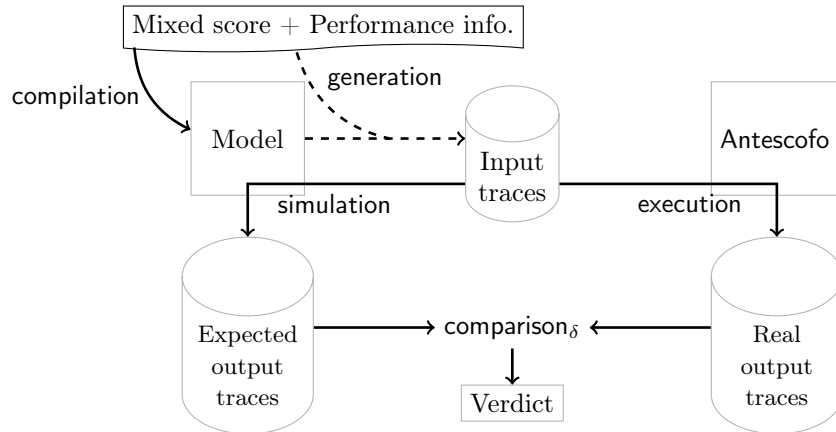 Mixed score + Performance info.
generation
compilation
Model
Antescofo
Input
traces
simulation
execution
Expected
output
traces
comparisonδ
Real
output
traces
Verdict